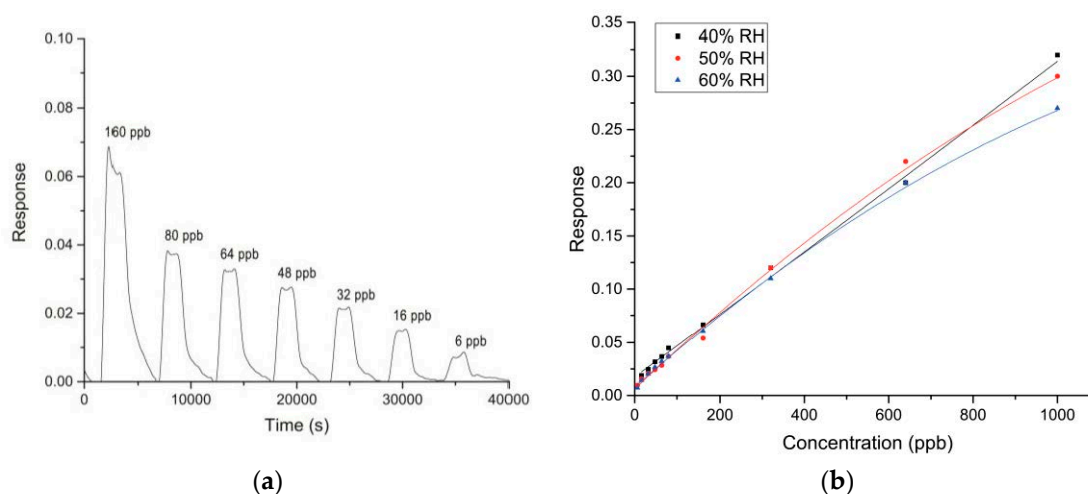 0.10
0.08
0.06
0.04
0.02
0.00
Response
160 ppb
80 ppb
64 ppb
48 ppb
32 ppb
16 ppb
6 ppb
0
10000
20000
30000
40000
Time (s)
(a)
0.35
0.30
0.25
0.20
0.15
0.10
0.05
0.00
Response
40% RH
50% RH
60% RH
0
200
400
600
800
1000
Concentration (ppb)
(b)